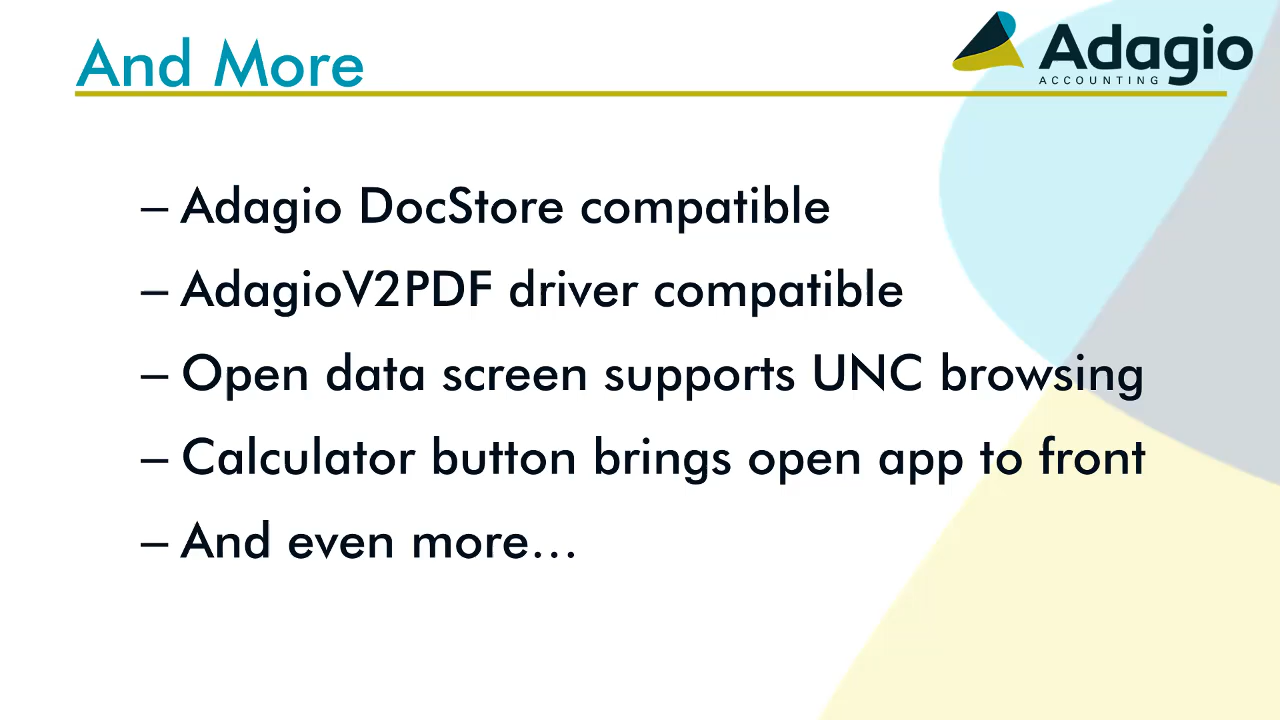 And More
Adagio
ACCOUNTING
– Adagio DocStore compatible
– AdagioV2PDF driver compatible
– Open data screen supports UNC browsing
– Calculator button brings open app to front
– And even more...